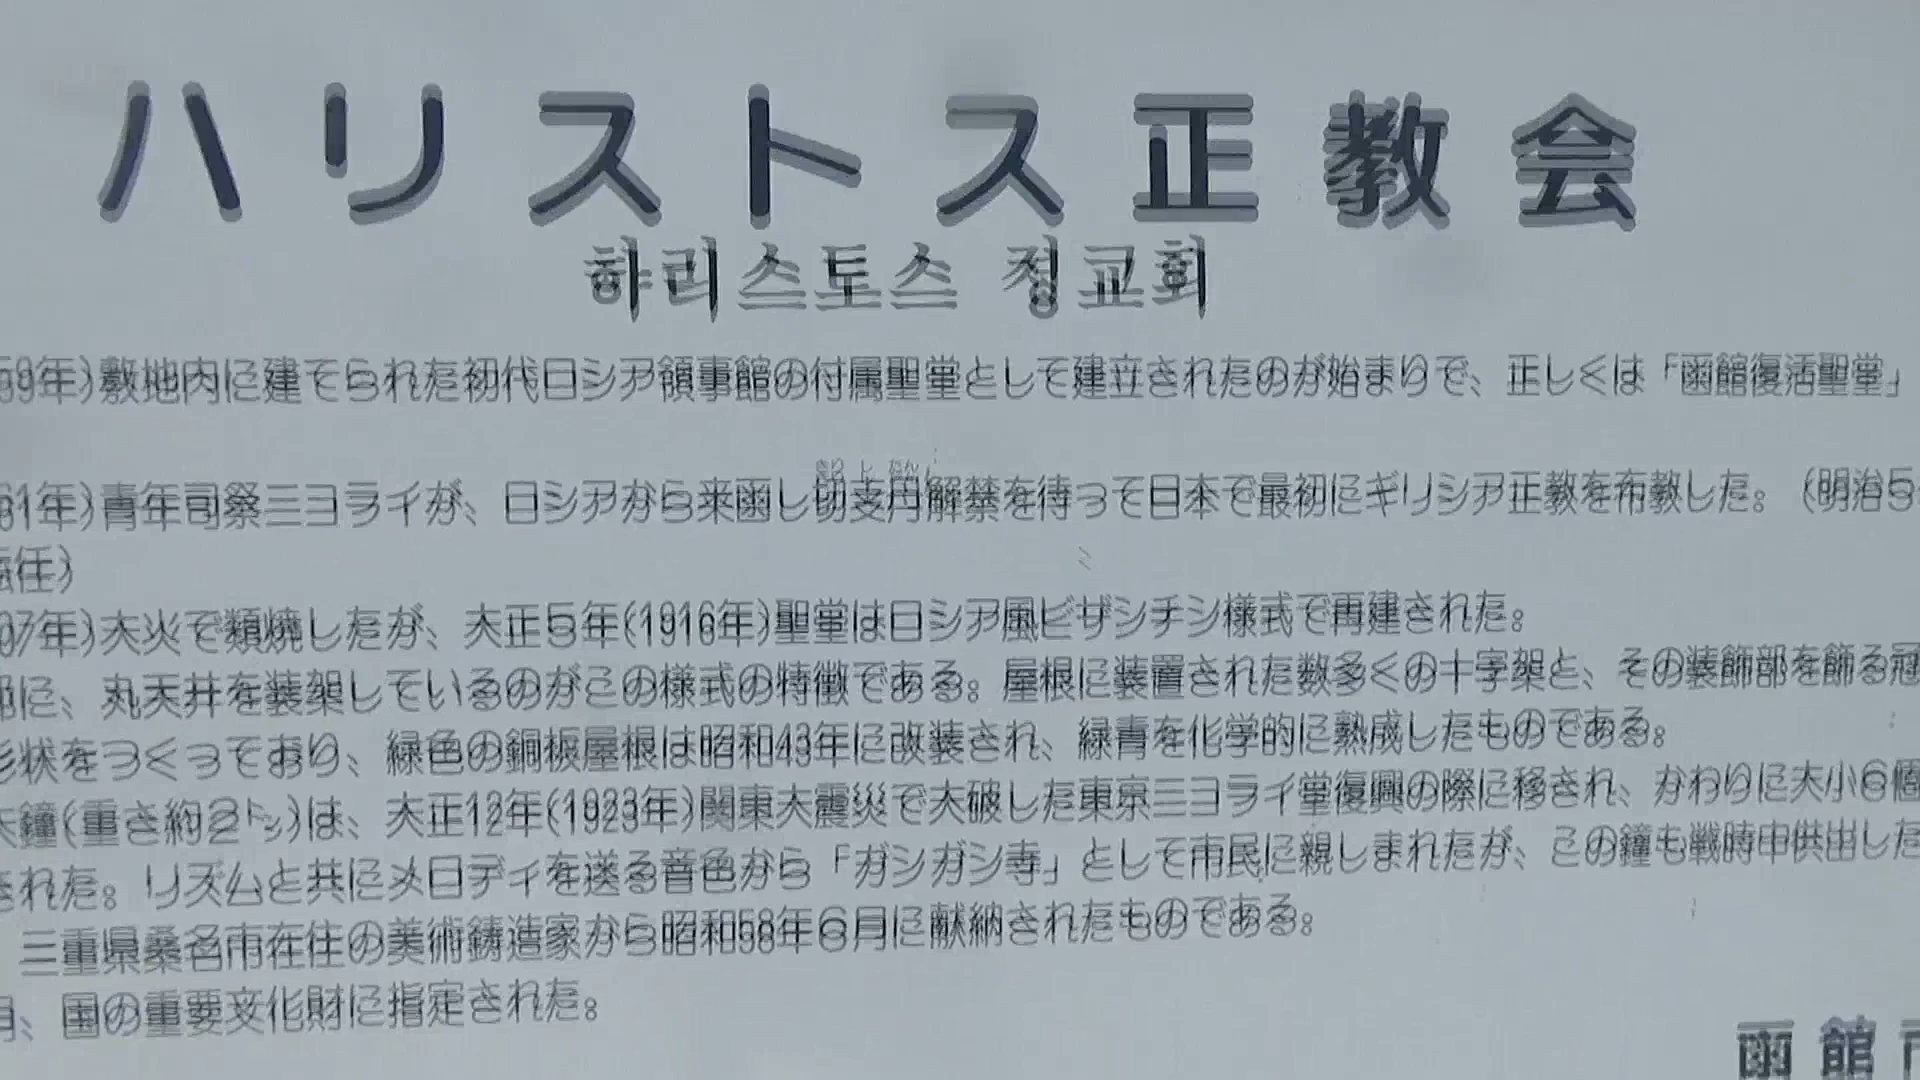 ハリストス正教会
하리스토스 정교회
59年)敷地内に建てられた初代ロシア領事館の付属聖堂として建立されたのが始まりで、正しくは「函館復活聖堂」
61年)青年司祭ニコライが、ロシアから来函し切支丹解禁を待って日本で最初にギリシア正教を布教した。(明治5
転任)
07年)大火で類焼したが、大正5年(1916年)聖堂はロシア風ビザンチン様式で再建された。
部に、丸天井を装架しているのがこの様式の特徴である。屋根に装置された数多くの十字架と、その装飾部を飾る冠
形状をつくっており、緑色の銅板屋根は昭和43年に改装され、緑青を化学的に熟成したものである。
大鐘(重さ約2トン)は、大正12年(1923年)関東大震災で大破した東京ニコライ堂復興の際に移され、かわりに大小6個
された。リズムと共にメロディを送る音色から「ガンガン寺」として市民に親しまれたが、この鐘も戦時中供出した
三重県桑名市在住の美術鋳造家から昭和58年6月に献納されたものである。
月、国の重要文化財に指定された。
函館市